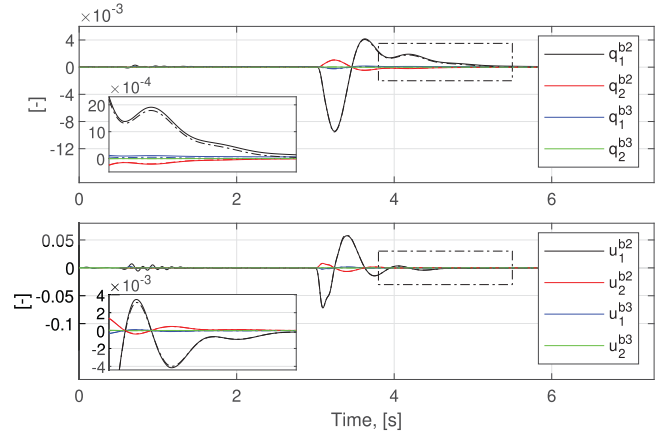 ×10⁻³
4
0
-4
-8
-12
[-]
×10⁻⁴
20
10
0
q₁ᵇ²
q₂ᵇ²
q₁ᵇ³
q₂ᵇ³
0 2 4 6
0.05
0
-0.05
-0.1
[-]
×10⁻³
4
2
0
-2
-4
u₁ᵇ²
u₂ᵇ²
u₁ᵇ³
u₂ᵇ³
0 2 4 6
Time, [s]